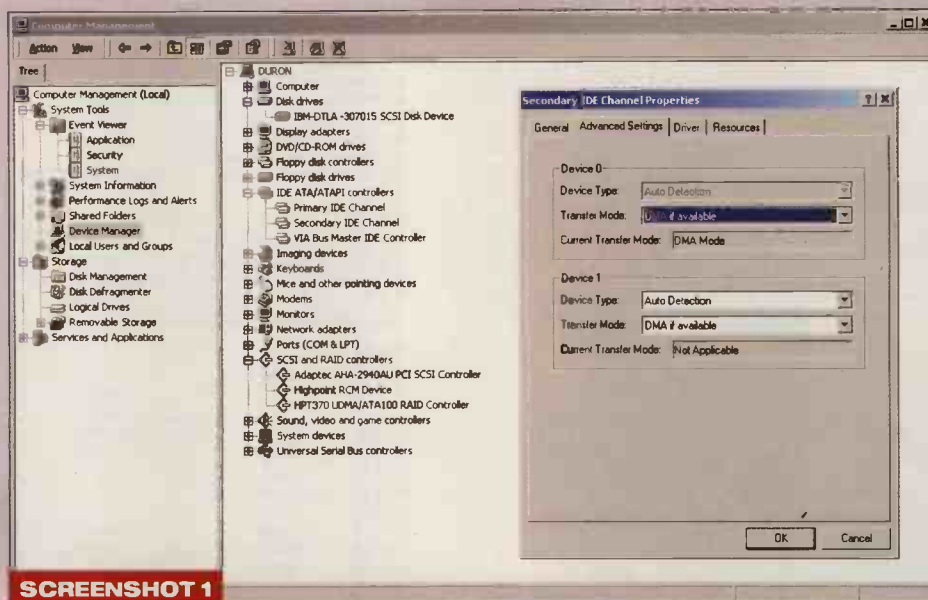 Computer Management
Action View
Tree
Computer Management (Local)
System Tools
Event Viewer
Application
Security
System
System Information
Performance Logs and Alerts
Shared Folders
Device Manager
Local Users and Groups
Storage
Disk Management
Disk Defragmenter
Logical Drives
Removable Storage
Services and Applications
DURON
Computer
Disk drives
IBM-DTLA -307015 SCSI Disk Device
Display adapters
DVD/CD-ROM drives
Floppy disk controllers
Floppy disk drives
IDE ATA/ATAPI controllers
Primary IDE Channel
Secondary IDE Channel
VIA Bus Master IDE Controller
Imaging devices
Keyboards
Mice and other pointing devices
Modems
Monitors
Network adapters
Ports (COM & LPT)
SCSI and RAID controllers
Adaptec AHA-2940AU PCI SCSI Controller
Highpoint RCM Device
HPT370 UDMA/ATA100 RAID Controller
Sound, video and game controllers
System devices
Universal Serial Bus controllers
Secondary IDE Channel Properties
General Advanced Settings Driver Resources
Device 0
Device Type: Auto Detection
Transfer Mode: DMA if available
Current Transfer Mode: DMA Mode
Device 1
Device Type: Auto Detection
Transfer Mode: DMA if available
Current Transfer Mode: Not Applicable
OK Cancel
SCREENSHOT 1